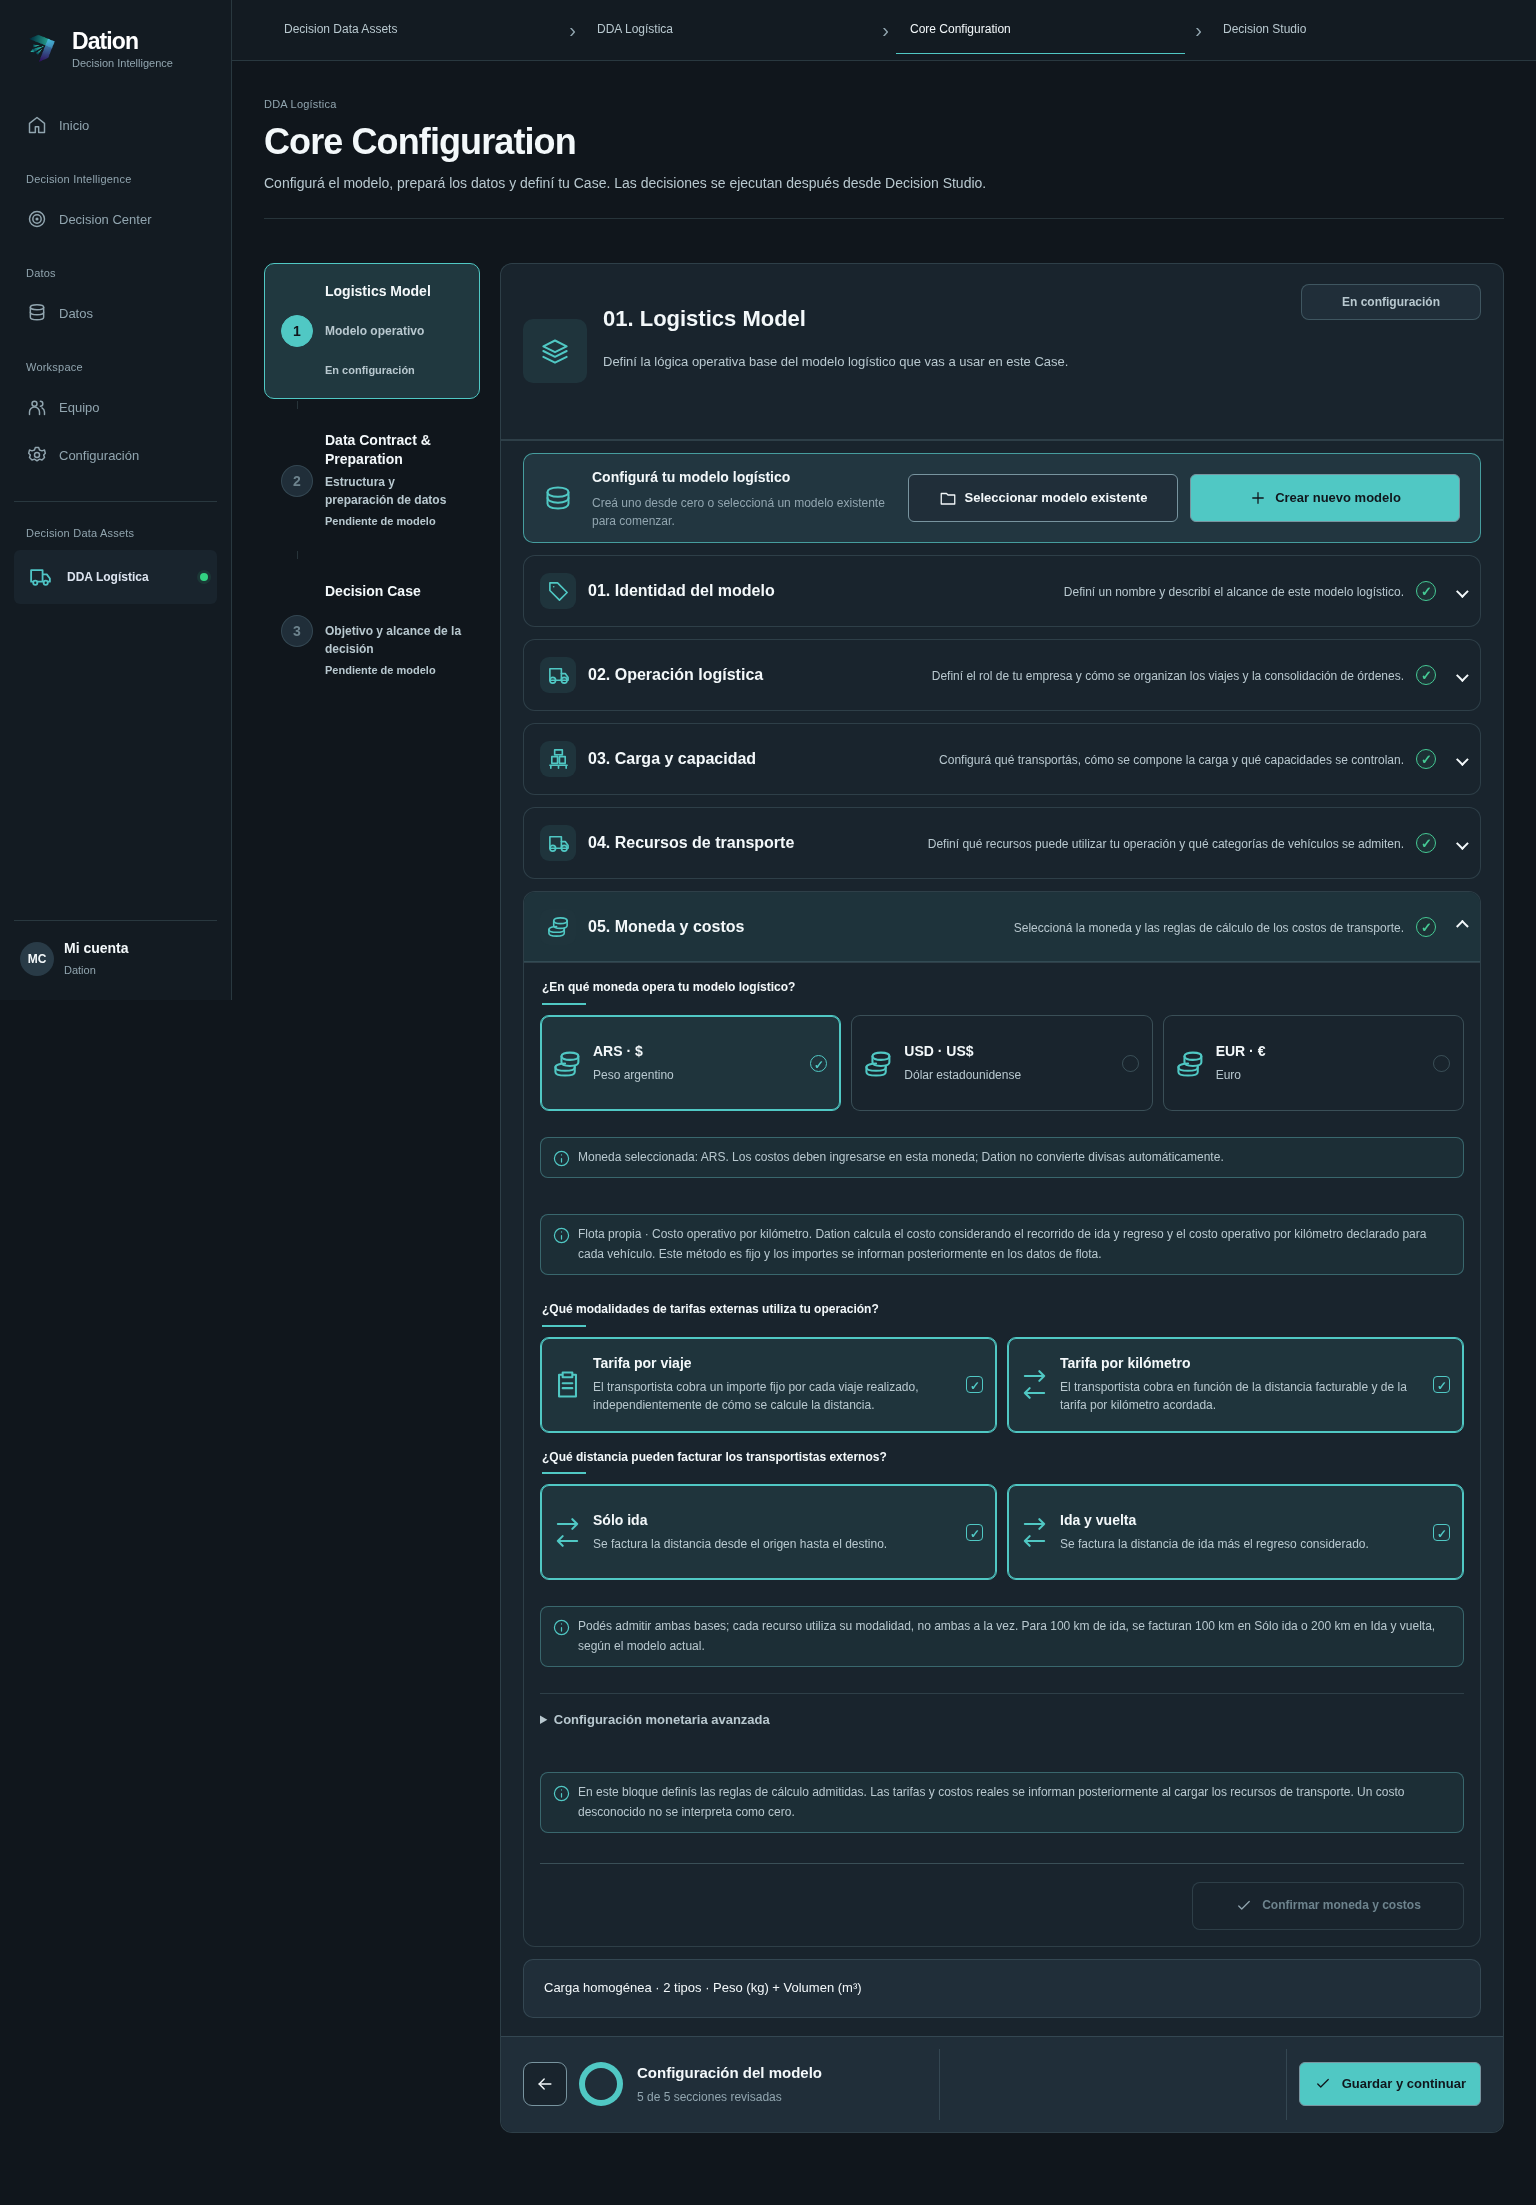 Dation
Decision Intelligence
Inicio
Decision Intelligence
Decision Center
Datos
Datos
Workspace
Equipo
Configuración
Decision Data Assets
DDA Logística
MC
Mi cuenta
Dation
Decision Data Assets
DDA Logística
Core Configuration
Decision Studio
DDA Logística
Core Configuration
Configurá el modelo, prepará los datos y definí tu Case. Las decisiones se ejecutan después desde Decision Studio.
Logistics Model
1
Modelo operativo
En configuración
Data Contract &
Preparation
2
Estructura y
preparación de datos
Pendiente de modelo
Decision Case
3
Objetivo y alcance de la
decisión
Pendiente de modelo
01. Logistics Model
Definí la lógica operativa base del modelo logístico que vas a usar en este Case.
En configuración
Configurá tu modelo logístico
Creá uno desde cero o seleccioná un modelo existente
para comenzar.
Seleccionar modelo existente
Crear nuevo modelo
01. Identidad del modelo
Definí un nombre y describí el alcance de este modelo logístico.
02. Operación logística
Definí el rol de tu empresa y cómo se organizan los viajes y la consolidación de órdenes.
03. Carga y capacidad
Configurá qué transportás, cómo se compone la carga y qué capacidades se controlan.
04. Recursos de transporte
Definí qué recursos puede utilizar tu operación y qué categorías de vehículos se admiten.
05. Moneda y costos
Seleccioná la moneda y las reglas de cálculo de los costos de transporte.
¿En qué moneda opera tu modelo logístico?
ARS · $
Peso argentino
USD · US$
Dólar estadounidense
EUR · €
Euro
Moneda seleccionada: ARS. Los costos deben ingresarse en esta moneda; Dation no convierte divisas automáticamente.
Flota propia · Costo operativo por kilómetro. Dation calcula el costo considerando el recorrido de ida y regreso y el costo operativo por kilómetro declarado para
cada vehículo. Este método es fijo y los importes se informan posteriormente en los datos de flota.
¿Qué modalidades de tarifas externas utiliza tu operación?
Tarifa por viaje
El transportista cobra un importe fijo por cada viaje realizado,
independientemente de cómo se calcule la distancia.
Tarifa por kilómetro
El transportista cobra en función de la distancia facturable y de la
tarifa por kilómetro acordada.
¿Qué distancia pueden facturar los transportistas externos?
Sólo ida
Se factura la distancia desde el origen hasta el destino.
Ida y vuelta
Se factura la distancia de ida más el regreso considerado.
Podés admitir ambas bases; cada recurso utiliza su modalidad, no ambas a la vez. Para 100 km de ida, se facturan 100 km en Sólo ida o 200 km en Ida y vuelta,
según el modelo actual.
Configuración monetaria avanzada
En este bloque definís las reglas de cálculo admitidas. Las tarifas y costos reales se informan posteriormente al cargar los recursos de transporte. Un costo
desconocido no se interpreta como cero.
Confirmar moneda y costos
Carga homogénea · 2 tipos · Peso (kg) + Volumen (m³)
Configuración del modelo
5 de 5 secciones revisadas
Guardar y continuar